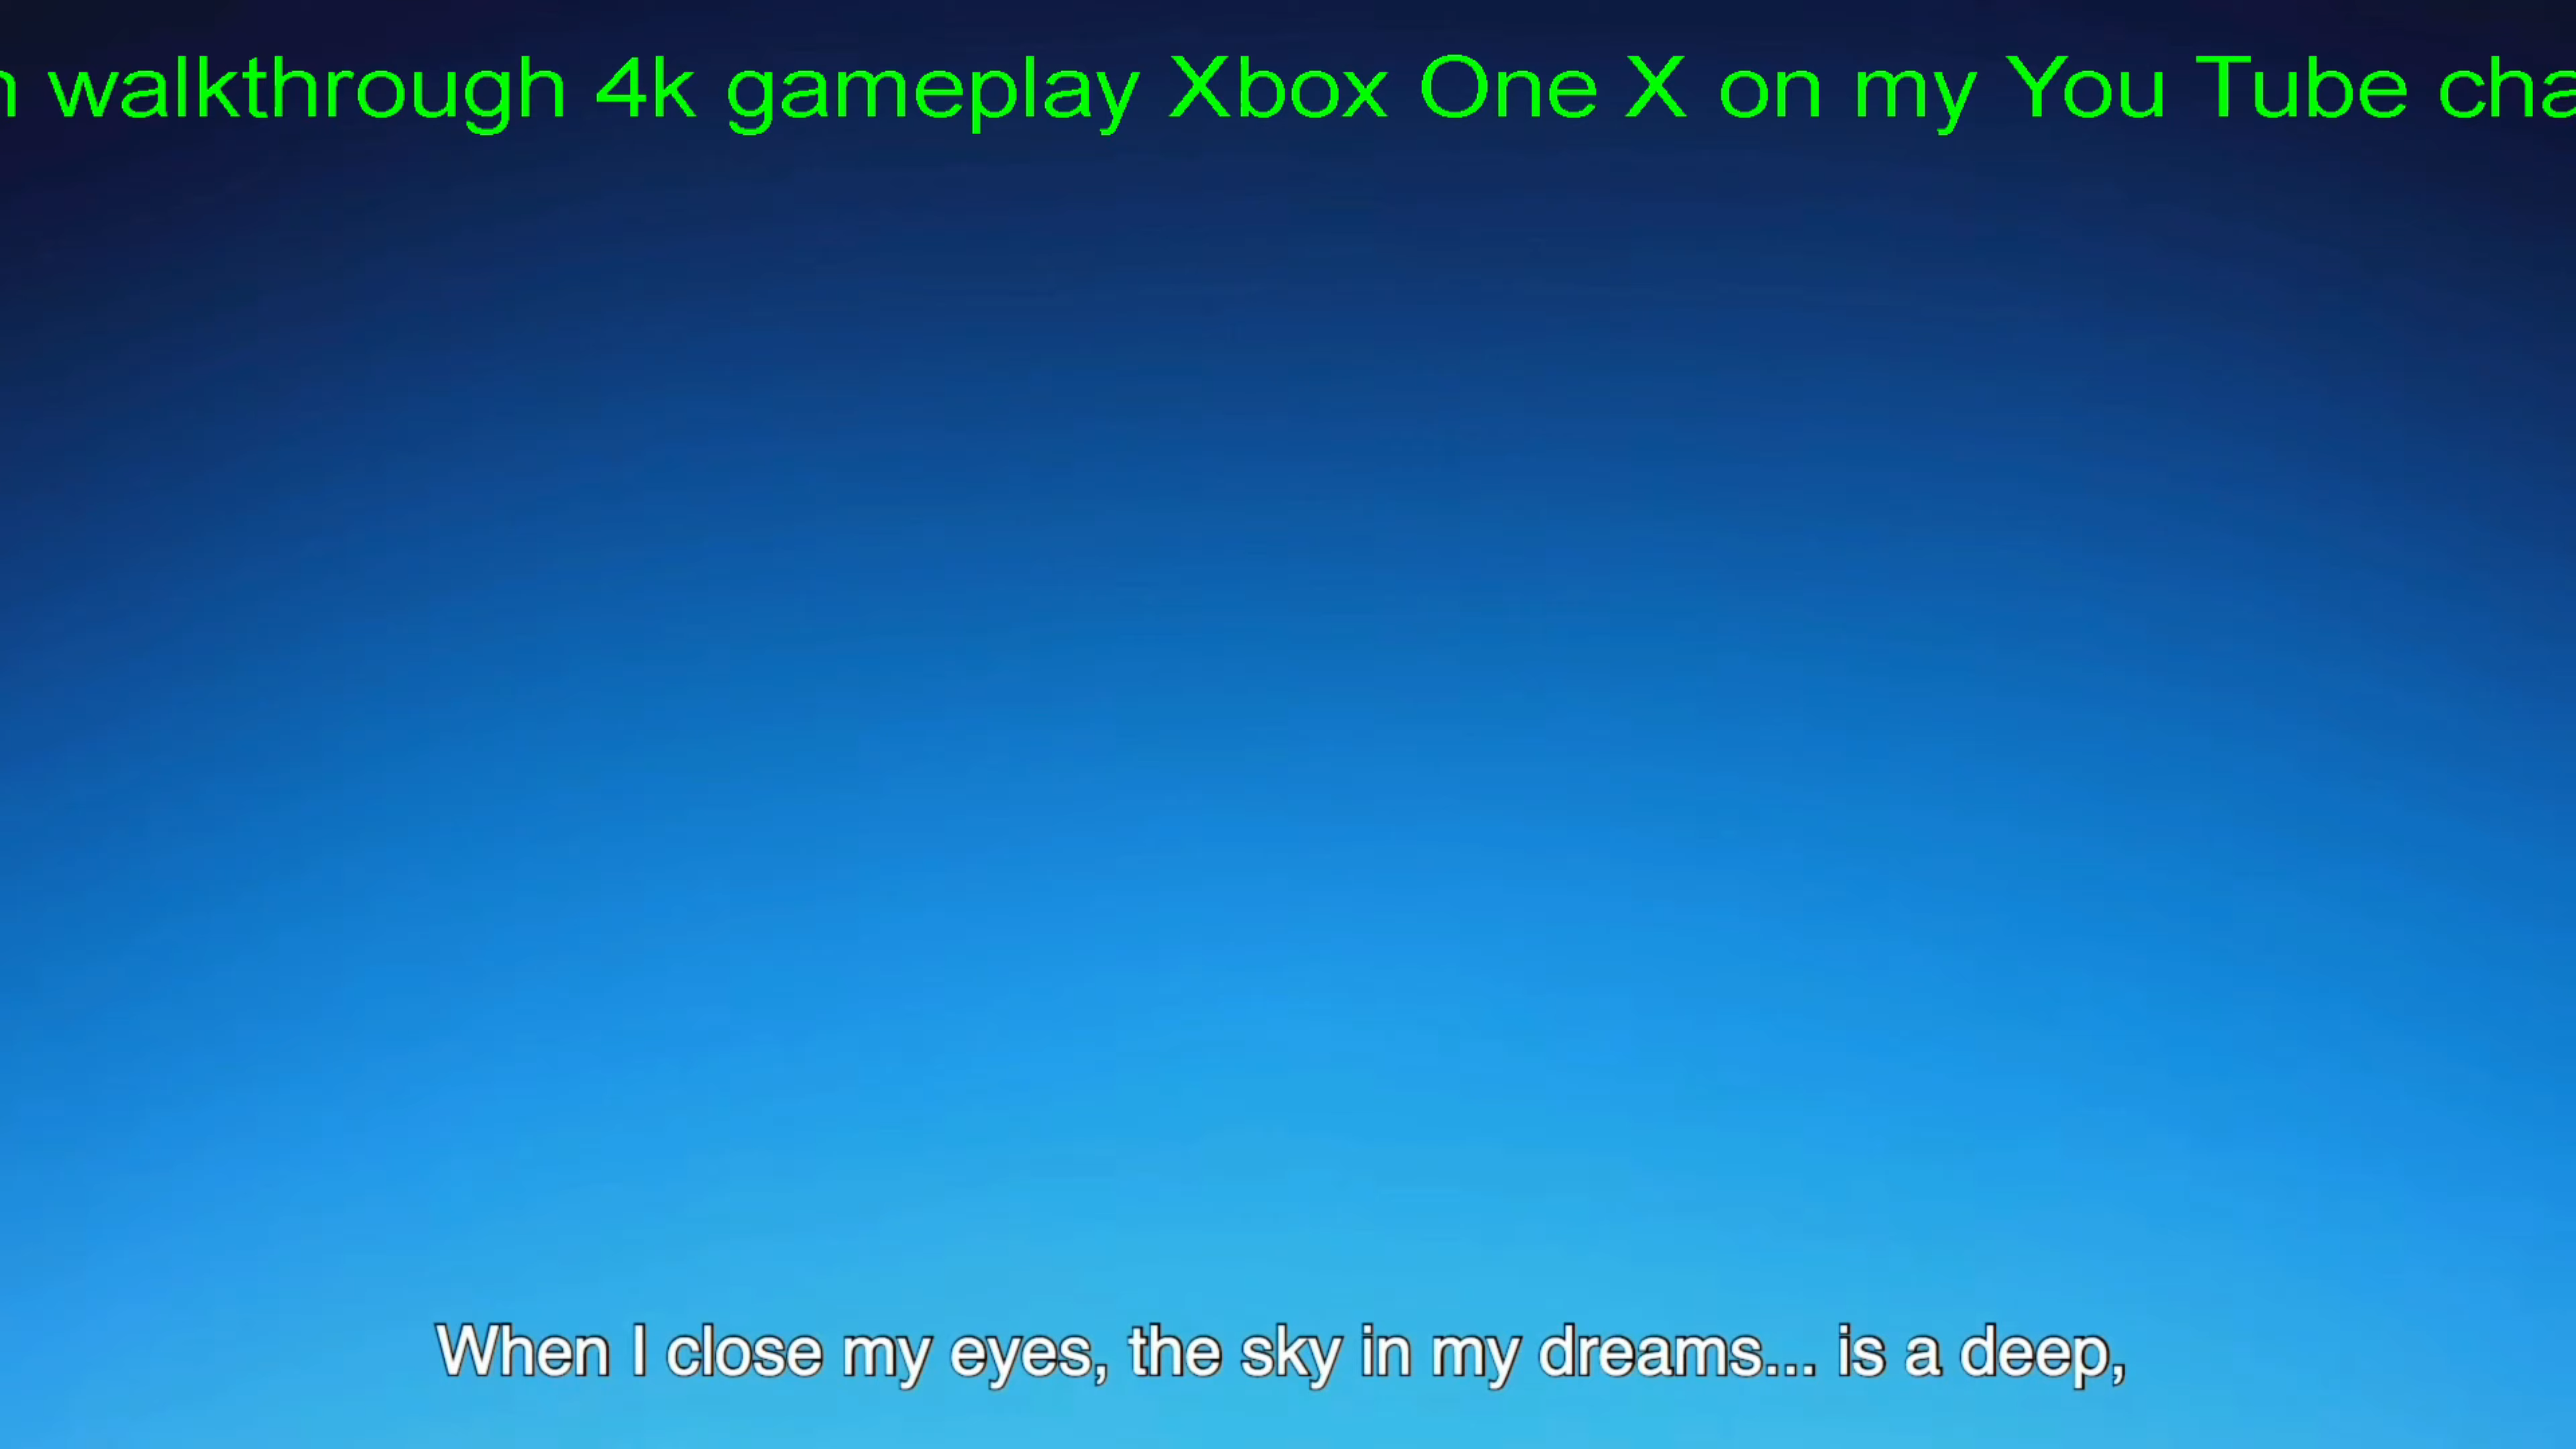 walkthrough 4k gameplay Xbox One X on my You Tube
When I close my eyes, the sky in my dreams... is a deep,